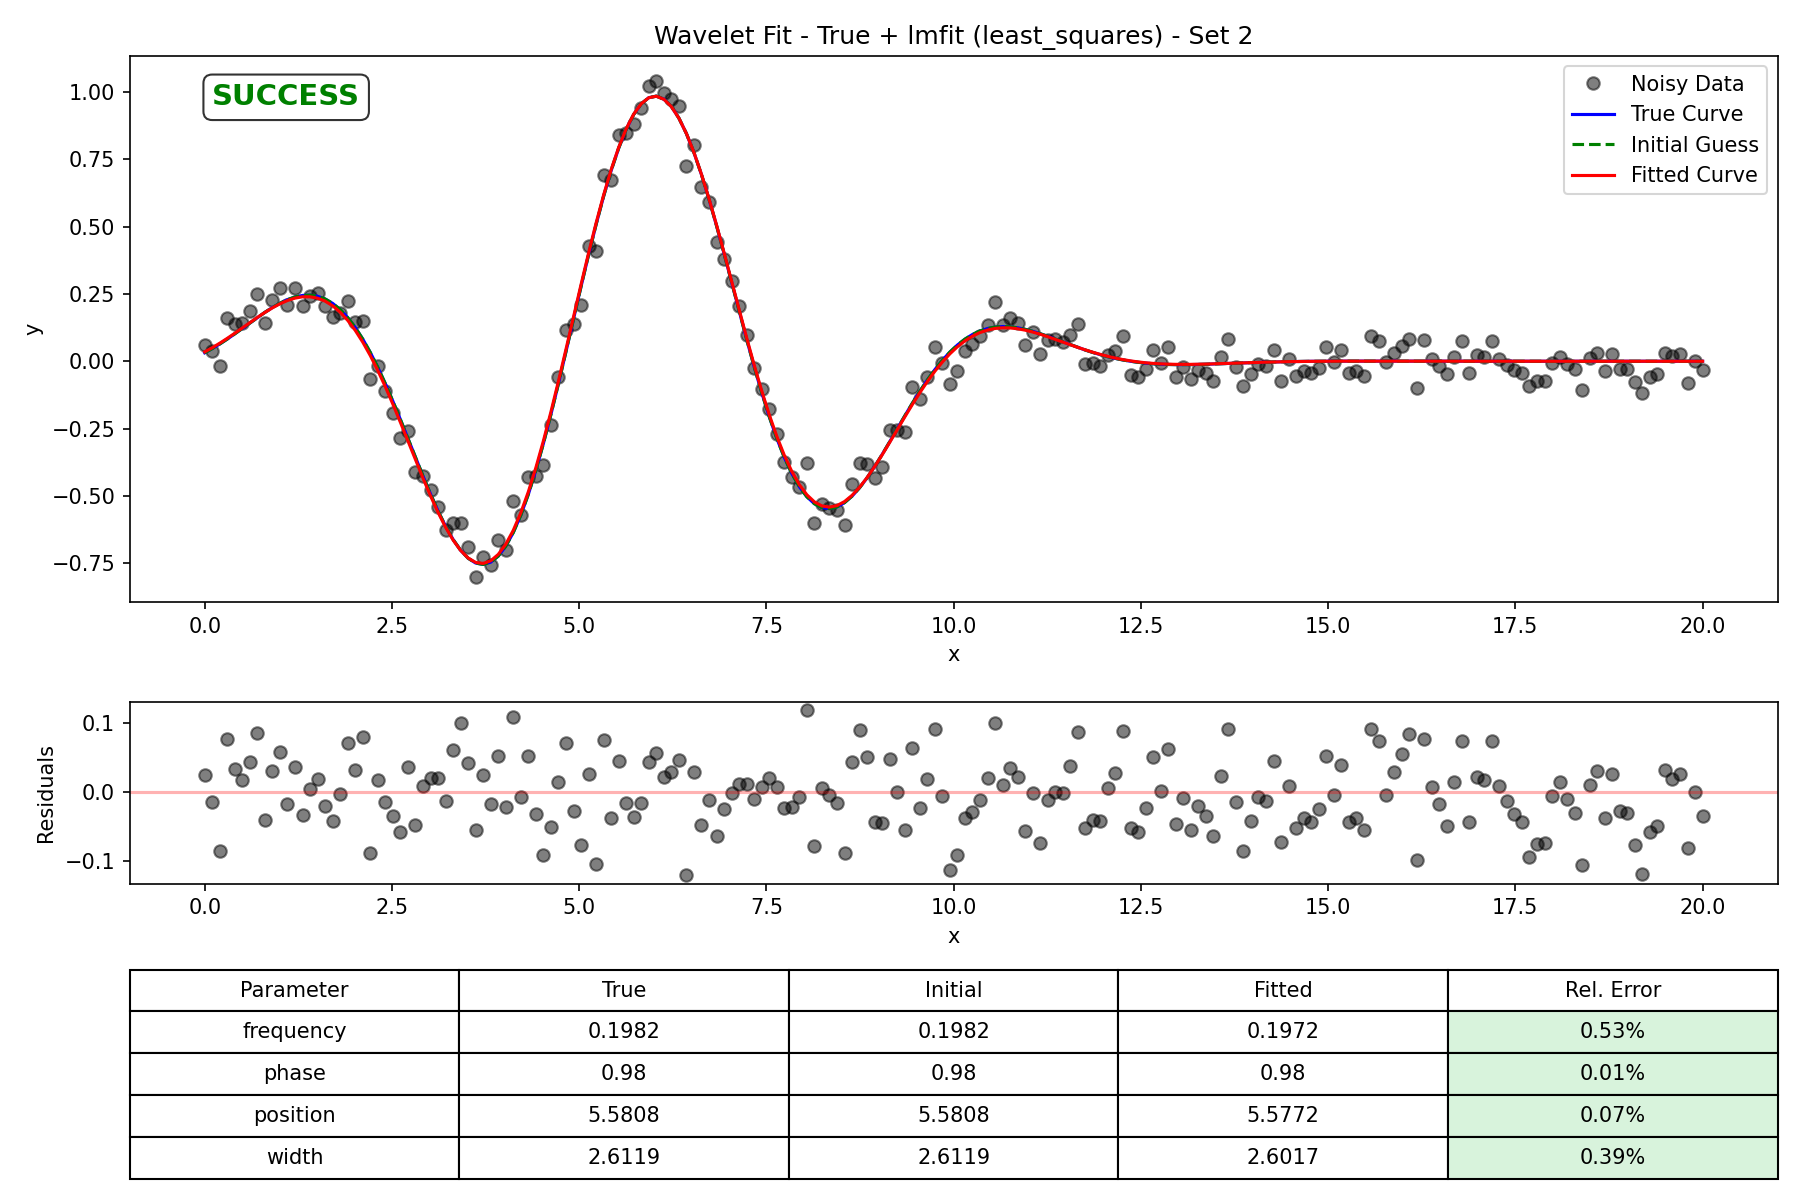 Wavelet Fit - True + lmfit (least_squares) - Set 2
SUCCESS
Noisy Data
True Curve
Initial Guess
Fitted Curve
y
1.00
0.75
0.50
0.25
0.00
−0.25
−0.50
−0.75
0.0 2.5 5.0 7.5 10.0 12.5 15.0 17.5 20.0
x
Residuals
0.1
0.0
−0.1
0.0 2.5 5.0 7.5 10.0 12.5 15.0 17.5 20.0
x
Parameter True Initial Fitted Rel. Error
frequency 0.1982 0.1982 0.1972 0.53%
phase 0.98 0.98 0.98 0.01%
position 5.5808 5.5808 5.5772 0.07%
width 2.6119 2.6119 2.6017 0.39%